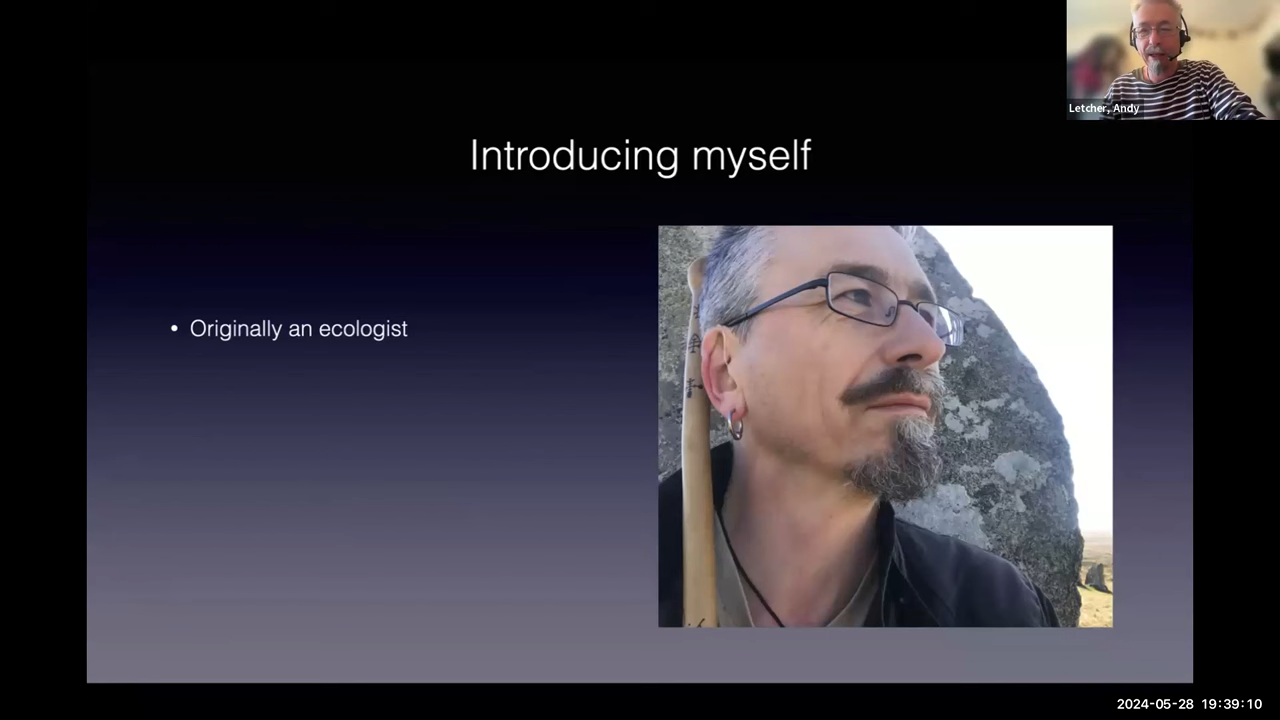 Letcher, Andy
Introducing myself
• Originally an ecologist
2024-05-28 19:39:10